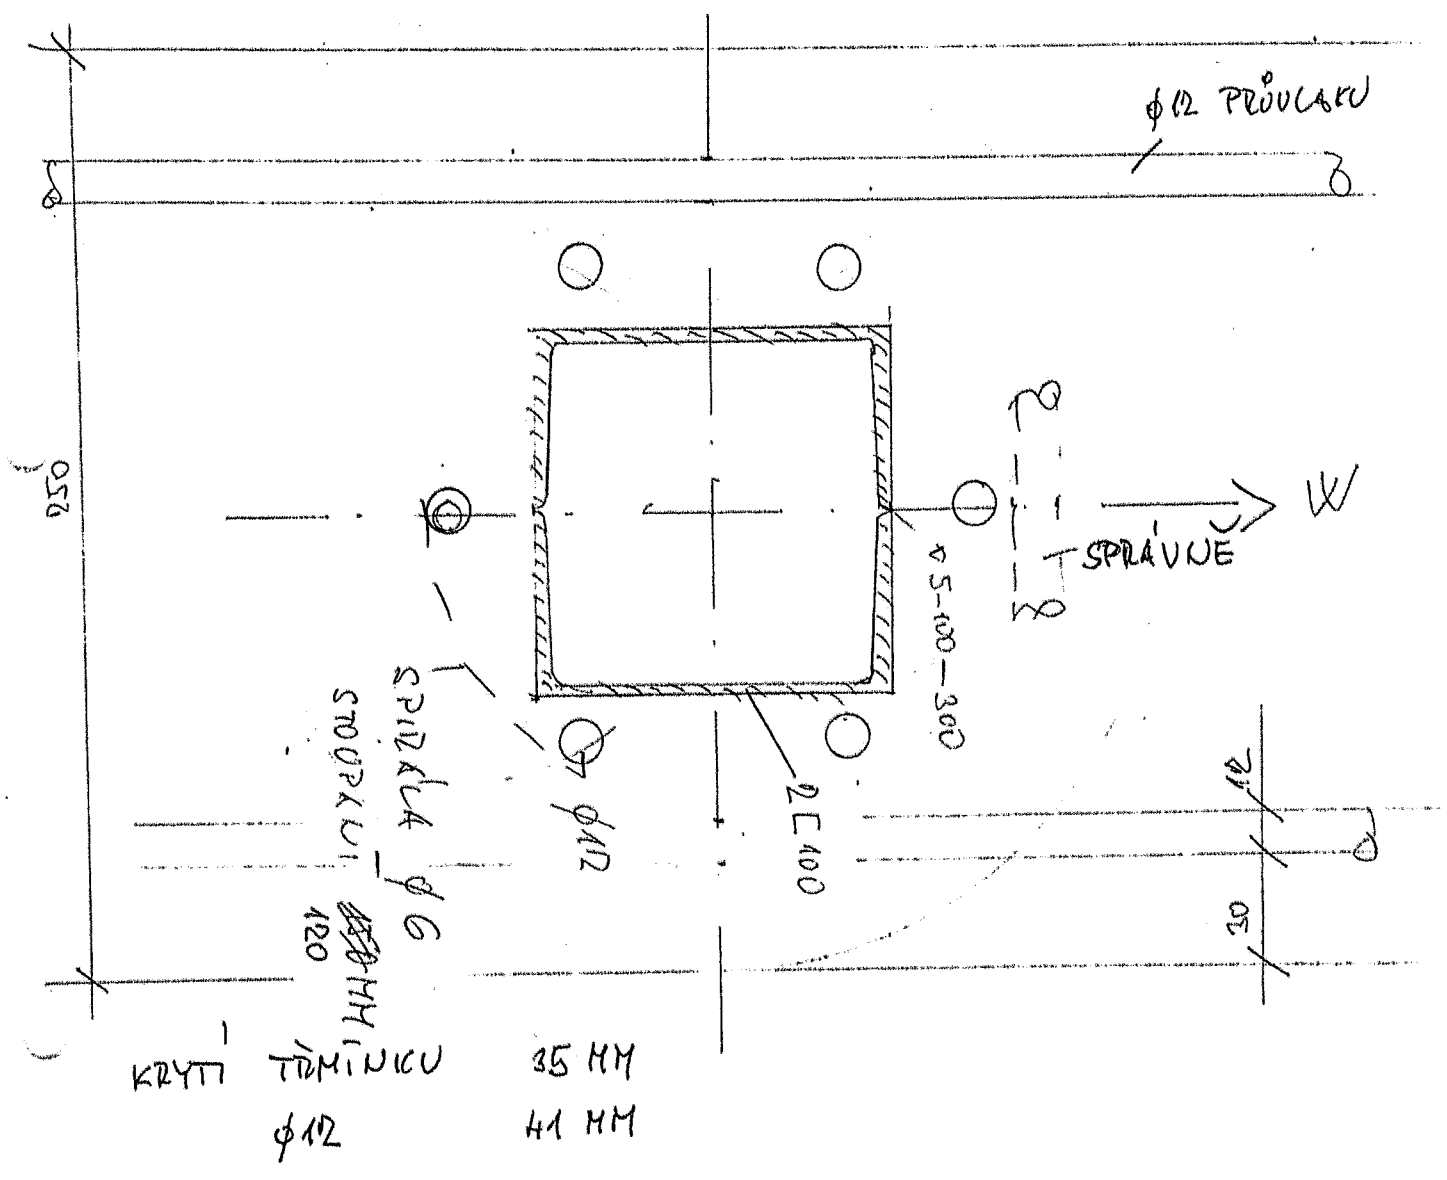 ϕ12 PRŮVLAKU
250
W
SPRÁVNĚ
5-100-300
2[100
ϕ12
SPIRÁLA ϕ6
STOUPÁNÍ
120 MM
12
30
KRYTÍ TŘMÍNKU 35 MM
ϕ12 41 MM